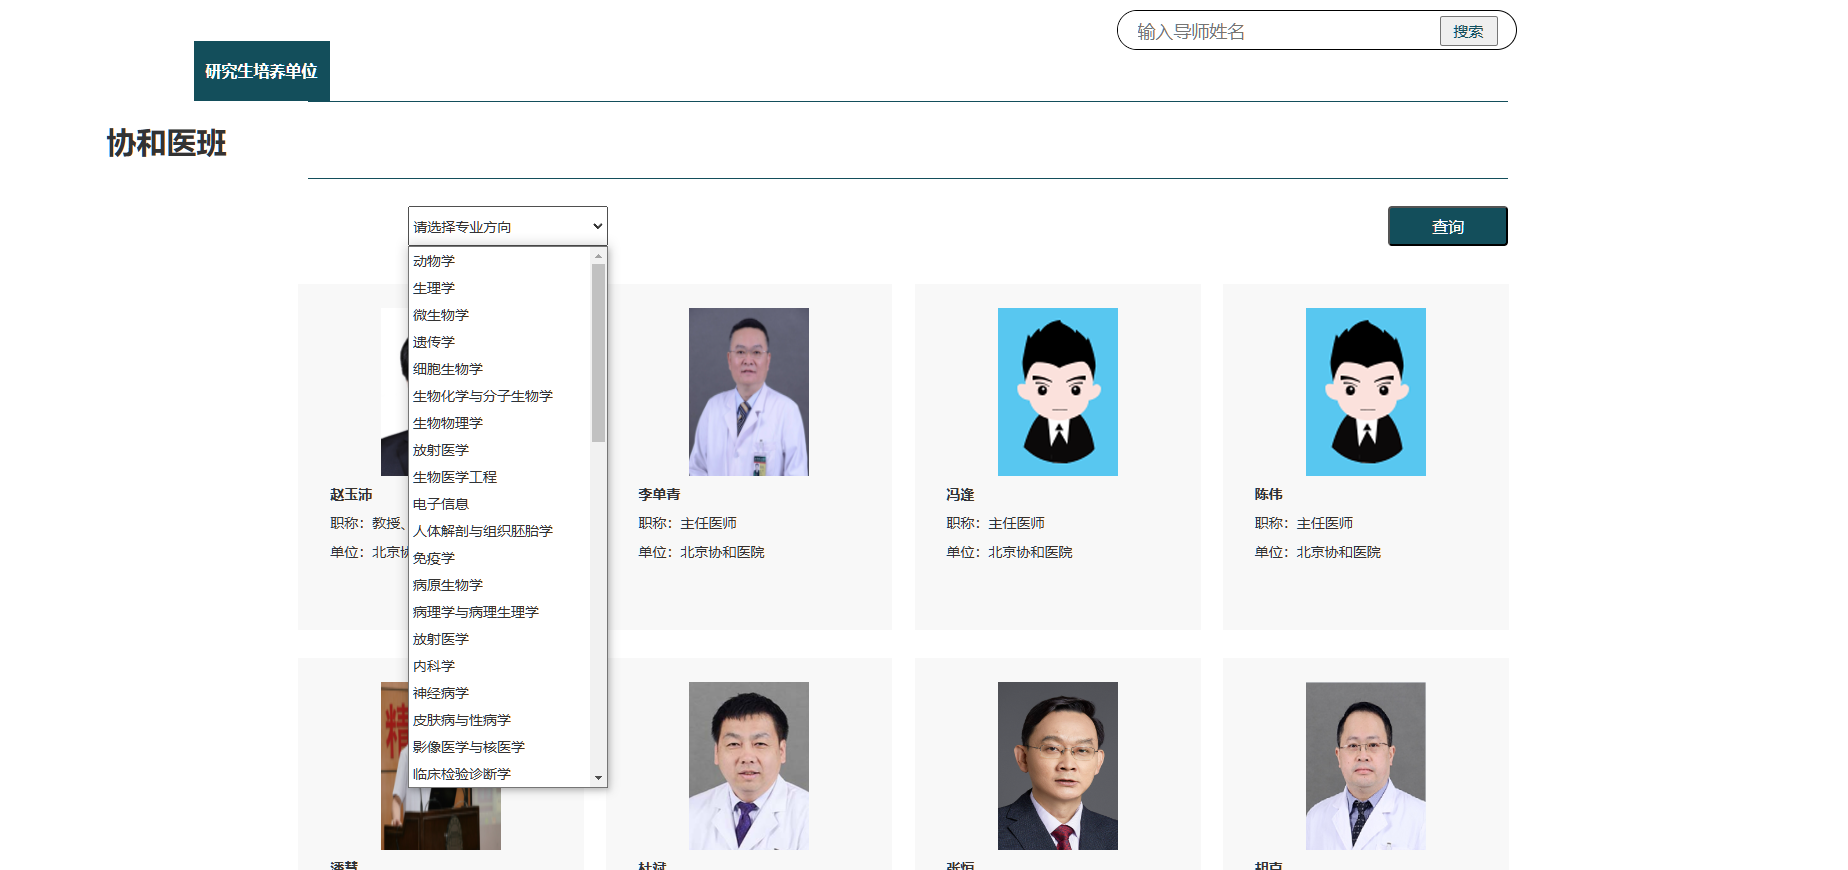 输入导师姓名
搜索
研究生培养单位
协和医班
请选择专业方向
查询
动物学
生理学
微生物学
遗传学
细胞生物学
生物化学与分子生物学
生物物理学
放射医学
生物医学工程
电子信息
人体解剖与组织胚胎学
免疫学
病原生物学
病理学与病理生理学
放射医学
内科学
神经病学
皮肤病与性病学
影像医学与核医学
临床检验诊断学
赵玉沛
职称：教授、
单位：北京协
李单青
职称：主任医师
单位：北京协和医院
冯逢
职称：主任医师
单位：北京协和医院
陈伟
职称：主任医师
单位：北京协和医院
精
潘慧
杜斌
张恒
胡克